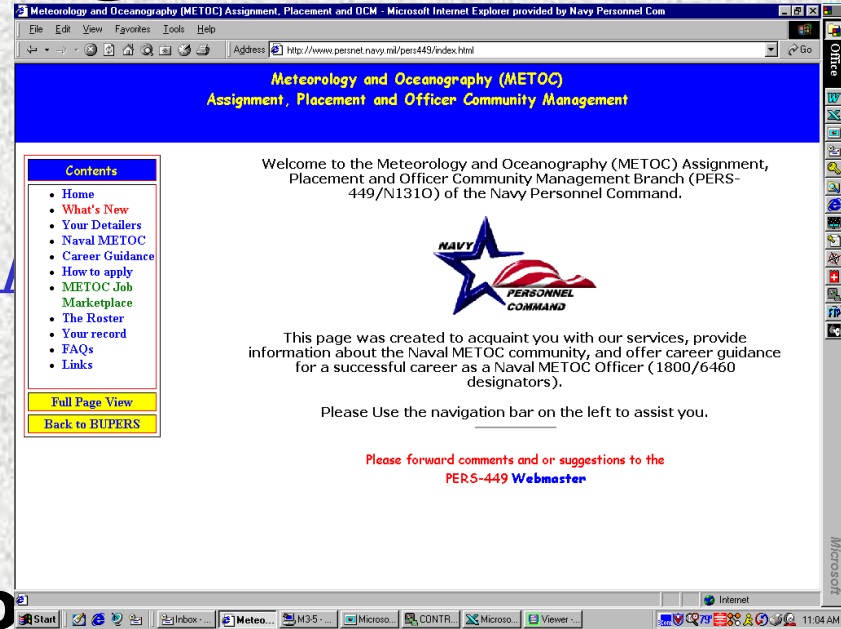 Meteorology and Oceanography (METOC) Assignment, Placement and OCM - Microsoft Internet Explorer provided by Navy Personnel Com
File Edit View Favorites Tools Help
Address http://www.persnet.navy.mil/pers449/index.html Go
Office
Meteorology and Oceanography (METOC)
Assignment, Placement and Officer Community Management
Contents
Home
What's New
Your Detailers
Naval METOC
Career Guidance
How to apply
METOC Job
Marketplace
The Roster
Your record
FAQs
Links
Full Page View
Back to BUPERS
Welcome to the Meteorology and Oceanography (METOC) Assignment,
Placement and Officer Community Management Branch (PERS-
449/N131O) of the Navy Personnel Command.
NAVY
PERSONNEL
COMMAND
This page was created to acquaint you with our services, provide
information about the Naval METOC community, and offer career guidance
for a successful career as a Naval METOC Officer (1800/6460
designators).
Please Use the navigation bar on the left to assist you.
Please forward comments and or suggestions to the
PERS-449 Webmaster
Microsoft
Internet
Start Inbox - ... Meteo... M3-5 - ... Microso... CONTR... Microso... Viewer -... 79° 11:04 AM